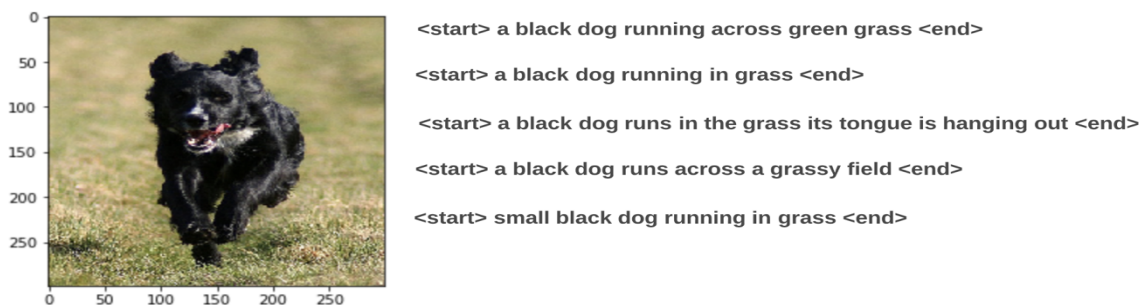 0
50
100
150
200
250
0 50 100 150 200 250
<start> a black dog running across green grass <end>
<start> a black dog running in grass <end>
<start> a black dog runs in the grass its tongue is hanging out <end>
<start> a black dog runs across a grassy field <end>
<start> small black dog running in grass <end>